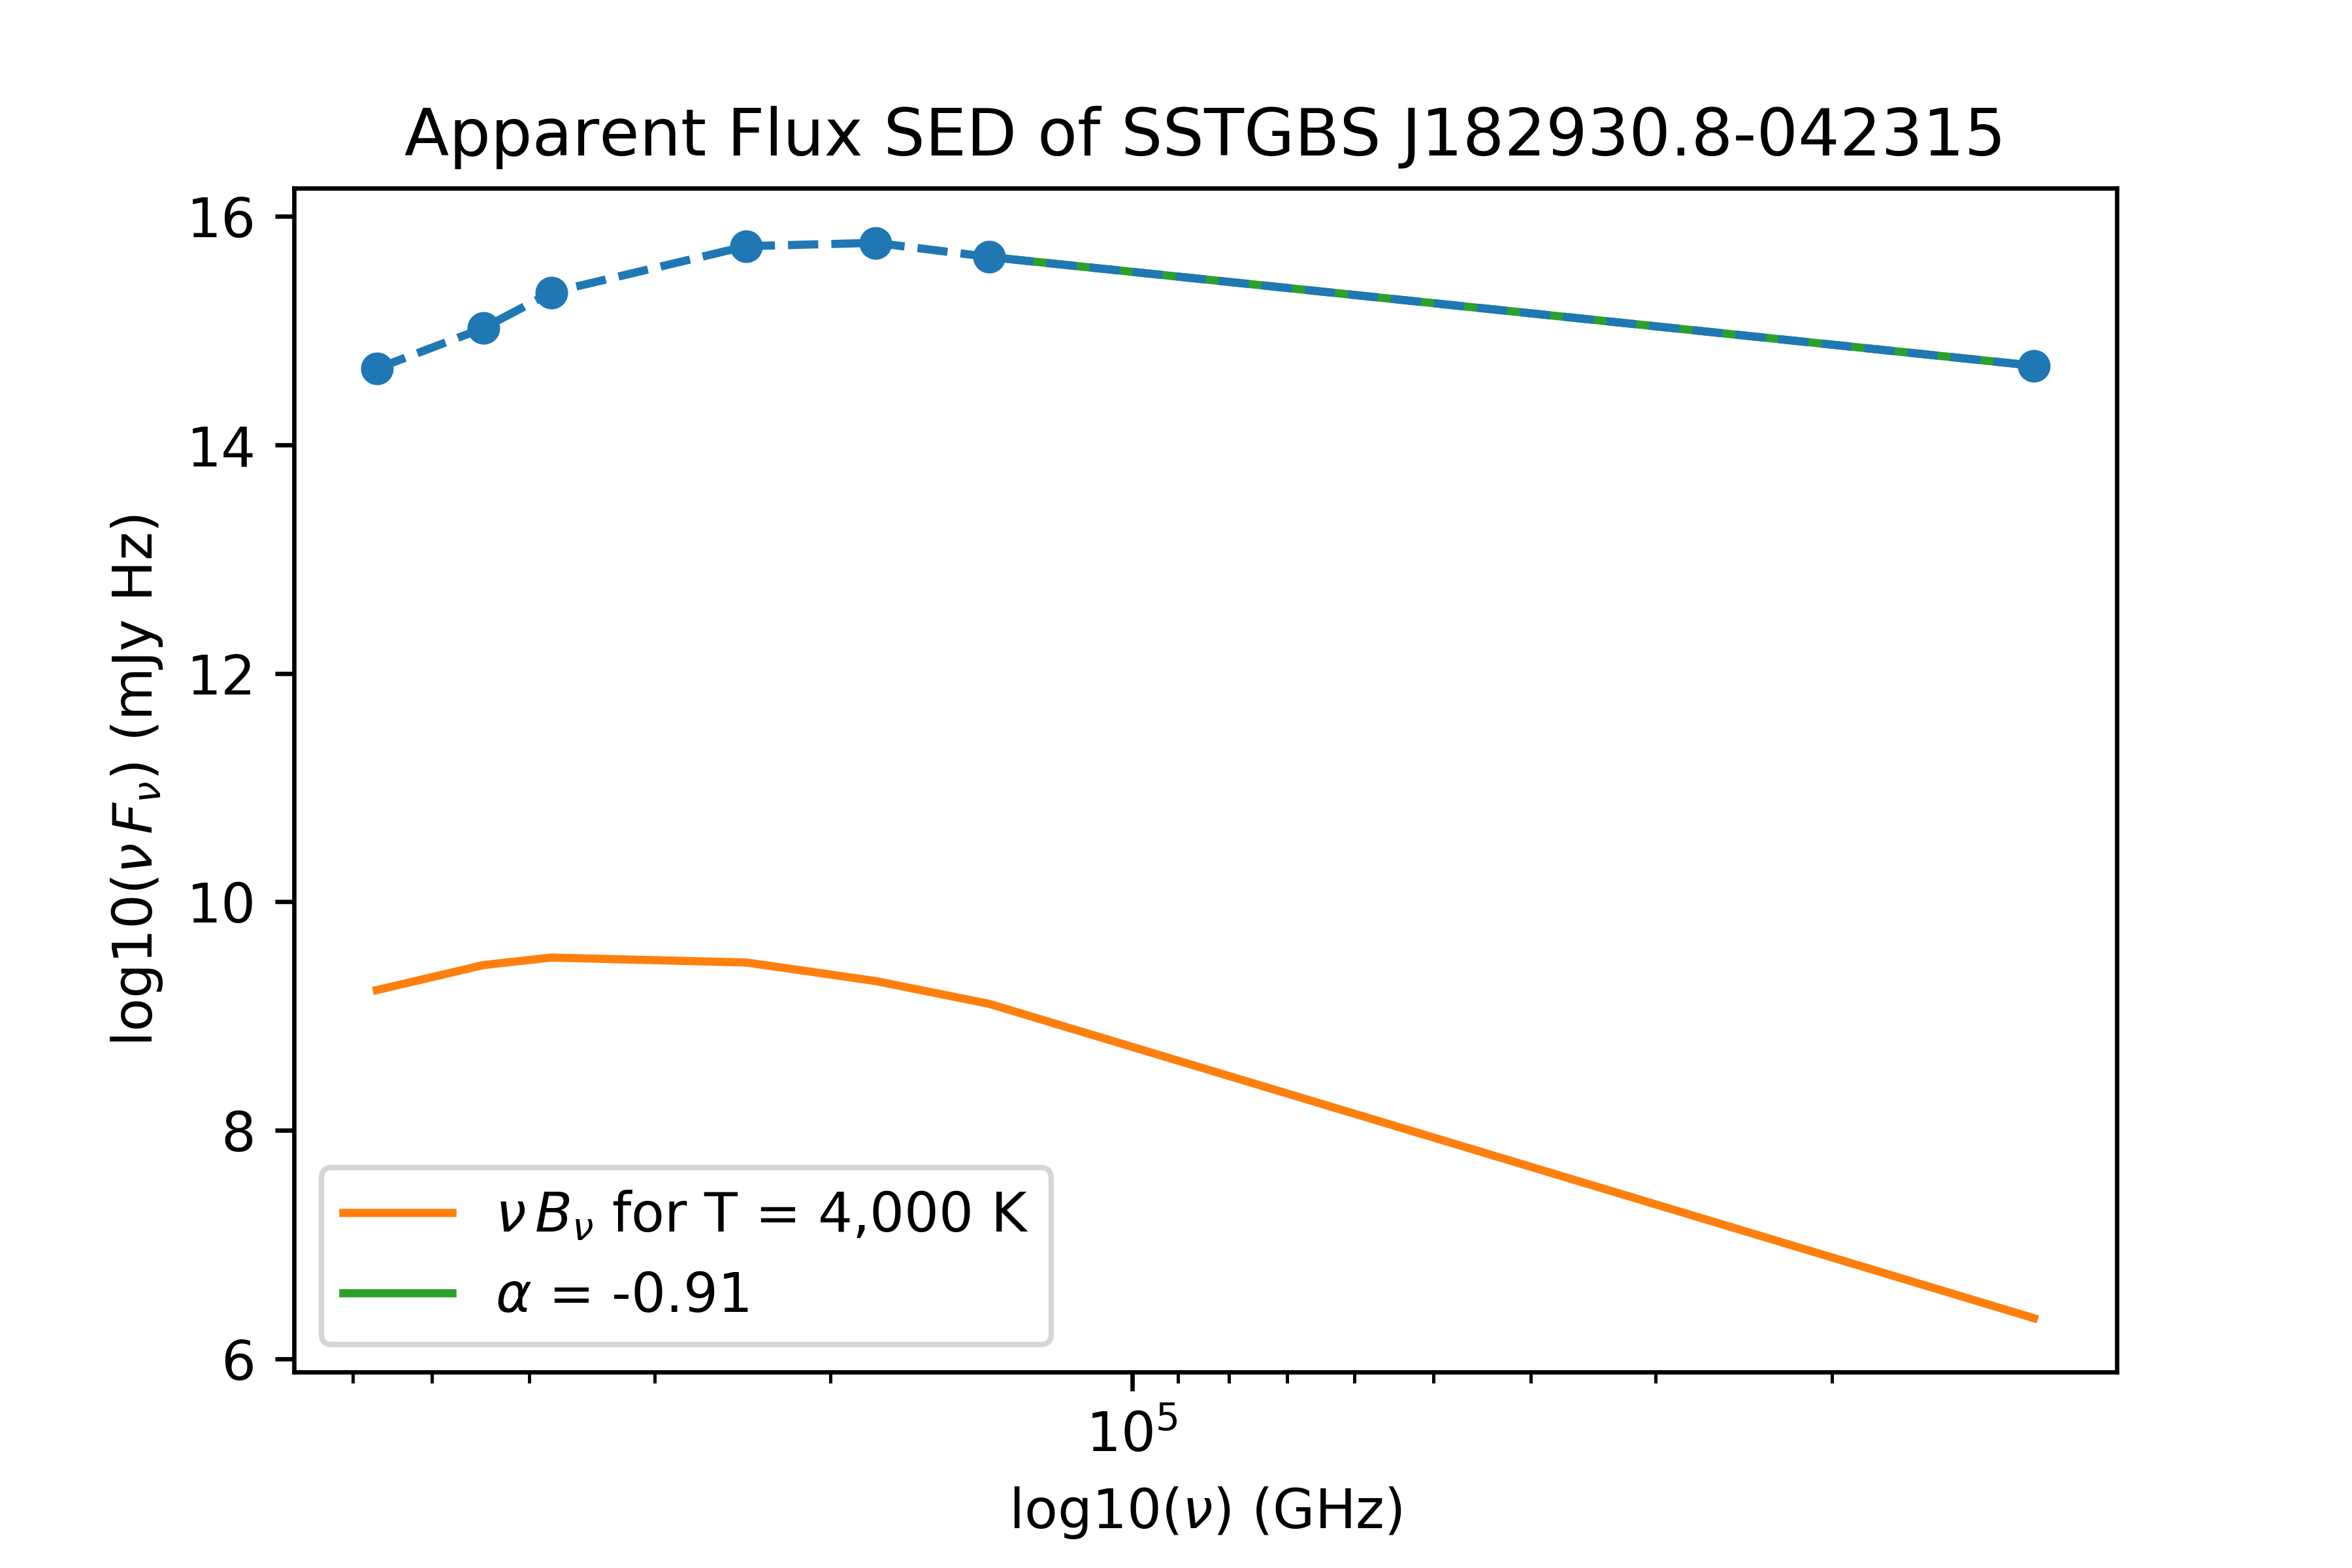 Apparent Flux SED of SSTGBS J182930.8-042315
log10(νFν) (mJy Hz)
16
14
12
10
8
6
νBν for T = 4,000 K
α = -0.91
10⁵
log10(ν) (GHz)